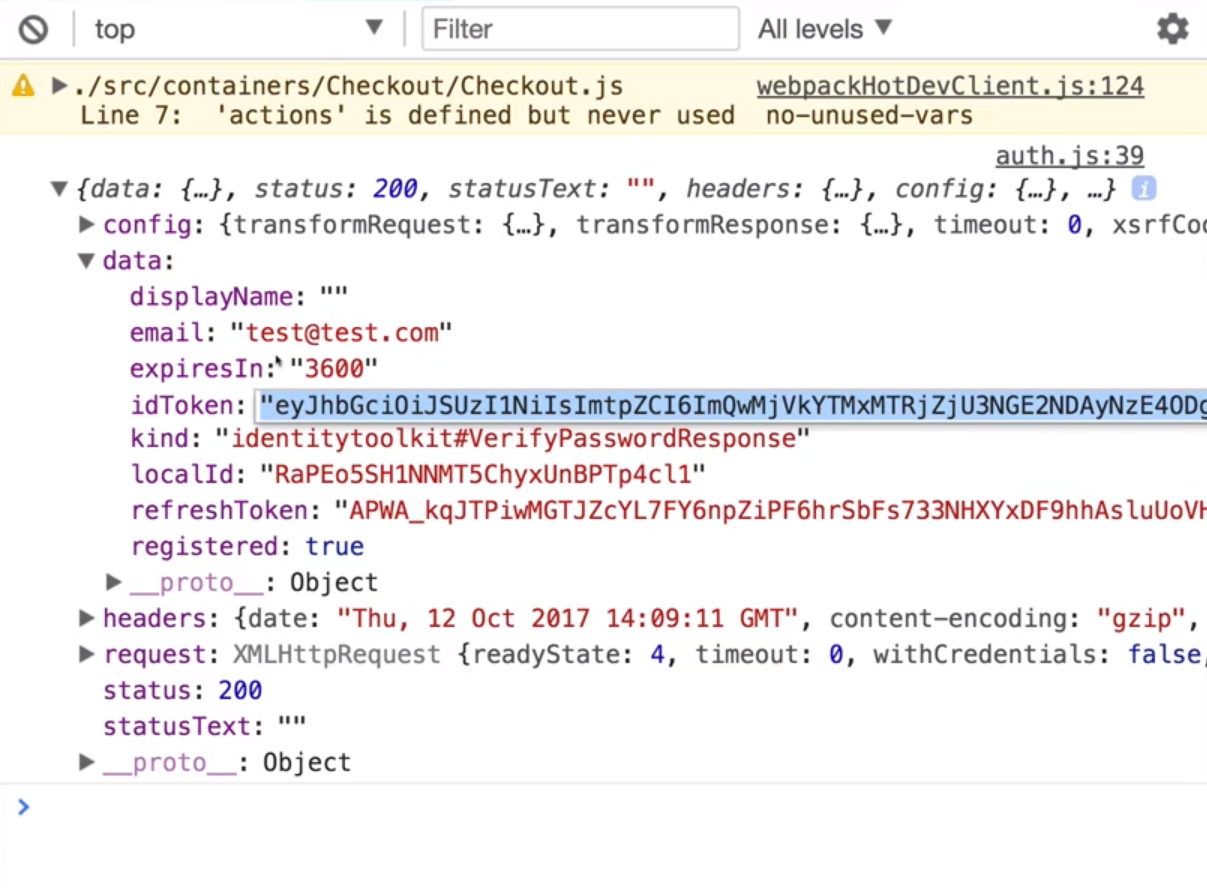 top Filter All levels
./src/containers/Checkout/Checkout.js webpackHotDevClient.js:124
Line 7: 'actions' is defined but never used no-unused-vars
auth.js:39
{data: {…}, status: 200, statusText: "", headers: {…}, config: {…}, …} i
config: {transformRequest: {…}, transformResponse: {…}, timeout: 0, xsrfCoo
data:
displayName: ""
email: "test@test.com"
expiresIn: "3600"
idToken: "eyJhbGciOiJSUzI1NiIsImtpZCI6ImQwMjVkYTMxMTRjZjU3NGE2NDAyNzE4ODg
kind: "identitytoolkit#VerifyPasswordResponse"
localId: "RaPEo5SH1NNMT5ChyxUnBPTp4cl1"
refreshToken: "APWA_kqJTPiwMGTJZcYL7FY6npZiPF6hrSbFs733NHXYxDF9hhAsluUoVH
registered: true
__proto__: Object
headers: {date: "Thu, 12 Oct 2017 14:09:11 GMT", content-encoding: "gzip",
request: XMLHttpRequest {readyState: 4, timeout: 0, withCredentials: false,
status: 200
statusText: ""
__proto__: Object